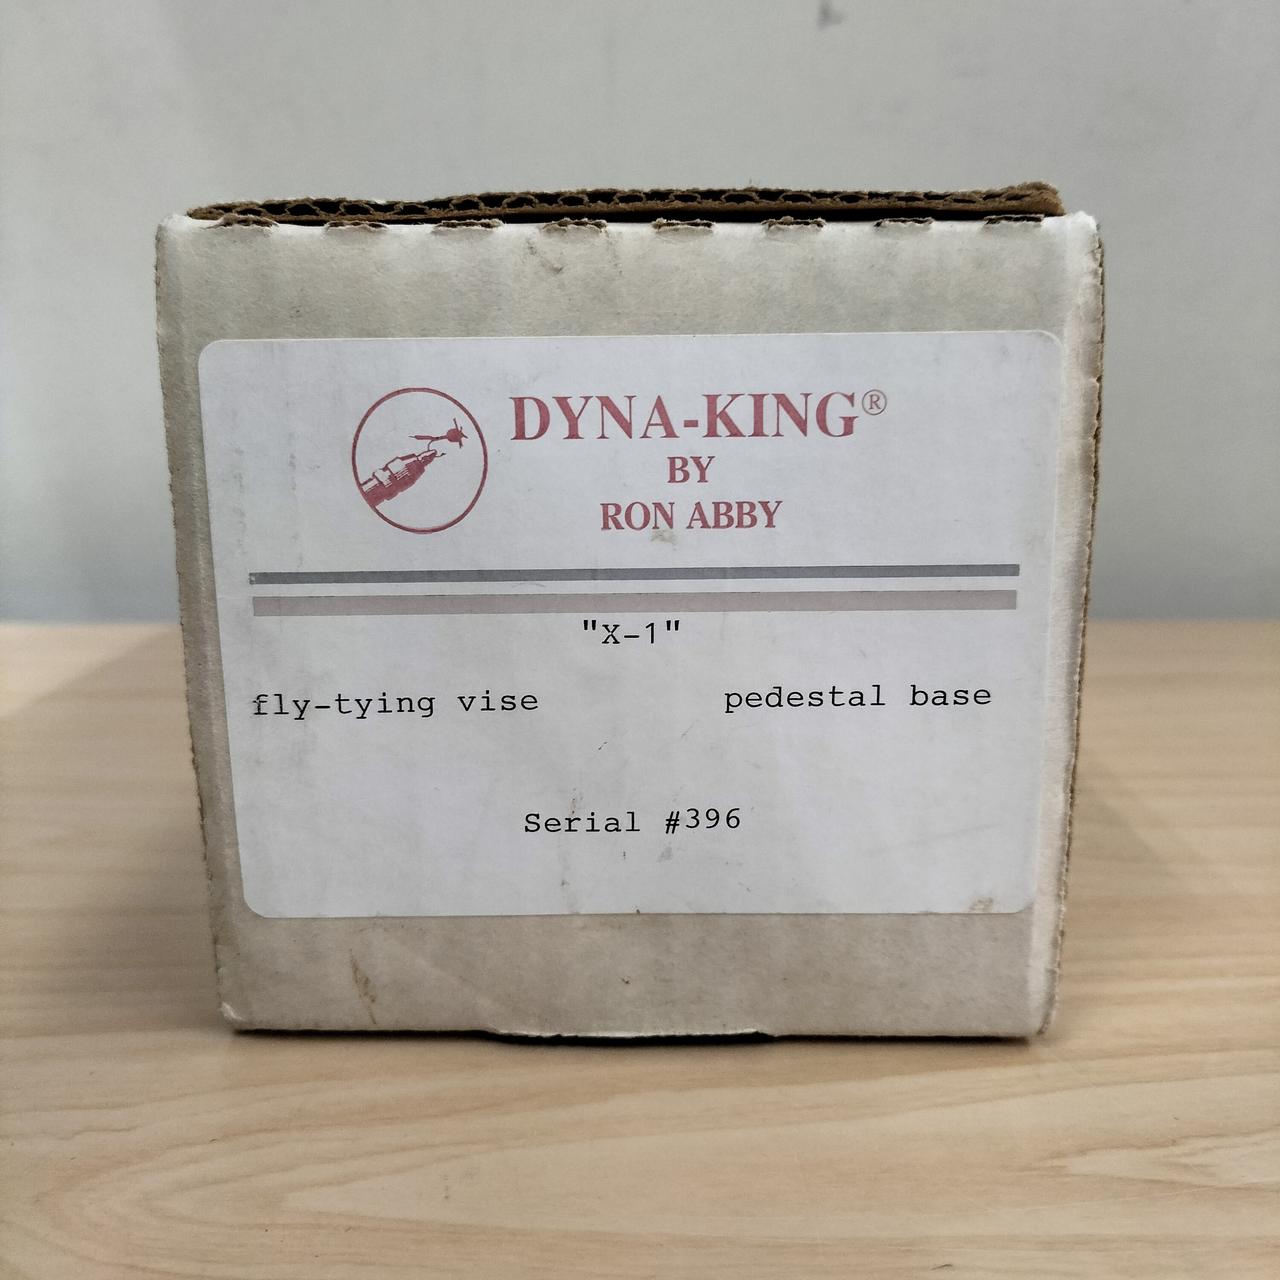 DYNA-KING®
BY
RON ABBY
"X-1"
fly-tying vise pedestal base
Serial #396